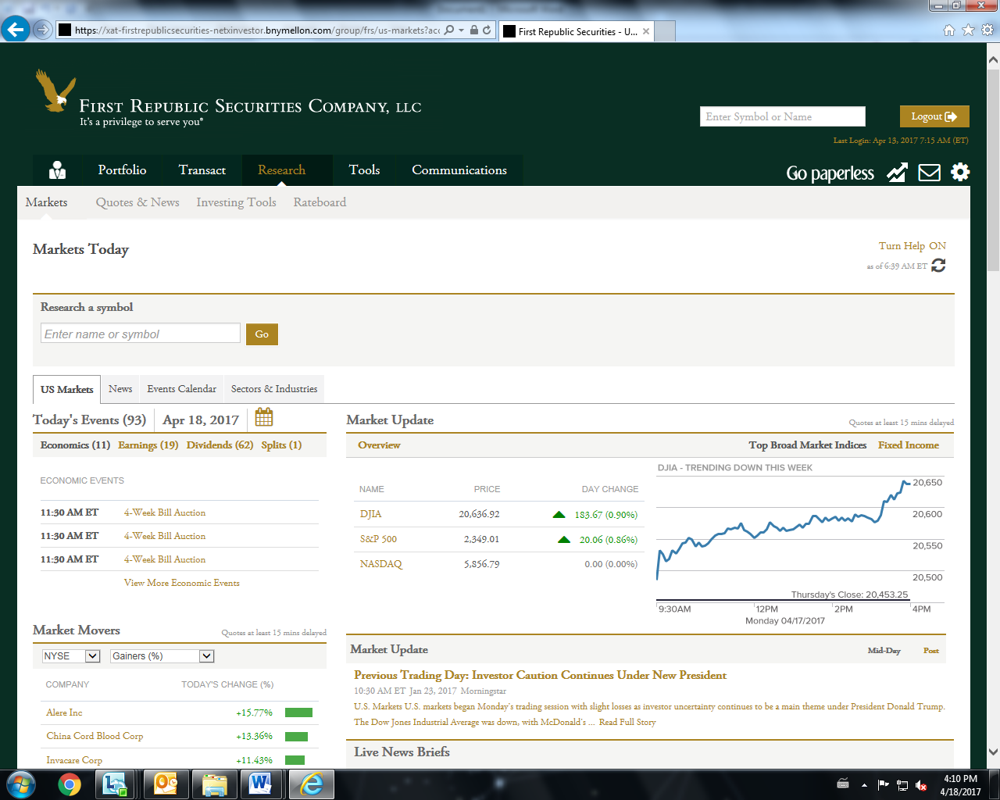 https://xat-firstrepublicsecurities-netxinvestor.bnymellon.com/group/frs/us-markets?ac
First Republic Securities - U...
FIRST REPUBLIC SECURITIES COMPANY, LLC
It's a privilege to serve you®
Enter Symbol or Name
Logout
Last Login: Apr 13, 2017 7:15 AM (ET)
Portfolio Transact Research Tools Communications
Go paperless
Markets Quotes & News Investing Tools Rateboard
Markets Today
Turn Help ON
as of 6:39 AM ET
Research a symbol
Enter name or symbol
Go
US Markets News Events Calendar Sectors & Industries
Today's Events (93) Apr 18, 2017
Economics (11) Earnings (19) Dividends (62) Splits (1)
ECONOMIC EVENTS
11:30 AM ET 4-Week Bill Auction
11:30 AM ET 4-Week Bill Auction
11:30 AM ET 4-Week Bill Auction
View More Economic Events
Market Update
Quotes at least 15 mins delayed
Overview
Top Broad Market Indices Fixed Income
NAME PRICE DAY CHANGE
DJIA 20,636.92 183.67 (0.90%)
S&P 500 2,349.01 20.06 (0.86%)
NASDAQ 5,856.79 0.00 (0.00%)
DJIA - TRENDING DOWN THIS WEEK
20,650
20,600
20,550
20,500
Thursday's Close: 20,453.25
9:30AM 12PM 2PM 4PM
Monday 04/17/2017
Market Movers
Quotes at least 15 mins delayed
NYSE Gainers (%)
COMPANY TODAY'S CHANGE (%)
Alere Inc +15.77%
China Cord Blood Corp +13.36%
Invacare Corp +11.43%
Market Update
Mid-Day Post
Previous Trading Day: Investor Caution Continues Under New President
10:30 AM ET Jan 23, 2017 Morningstar
U.S. Markets U.S. markets began Monday's trading session with slight losses as investor uncertainty continues to be a main theme under President Donald Trump.
The Dow Jones Industrial Average was down, with McDonald's ... Read Full Story
Live News Briefs
4:10 PM
4/18/2017